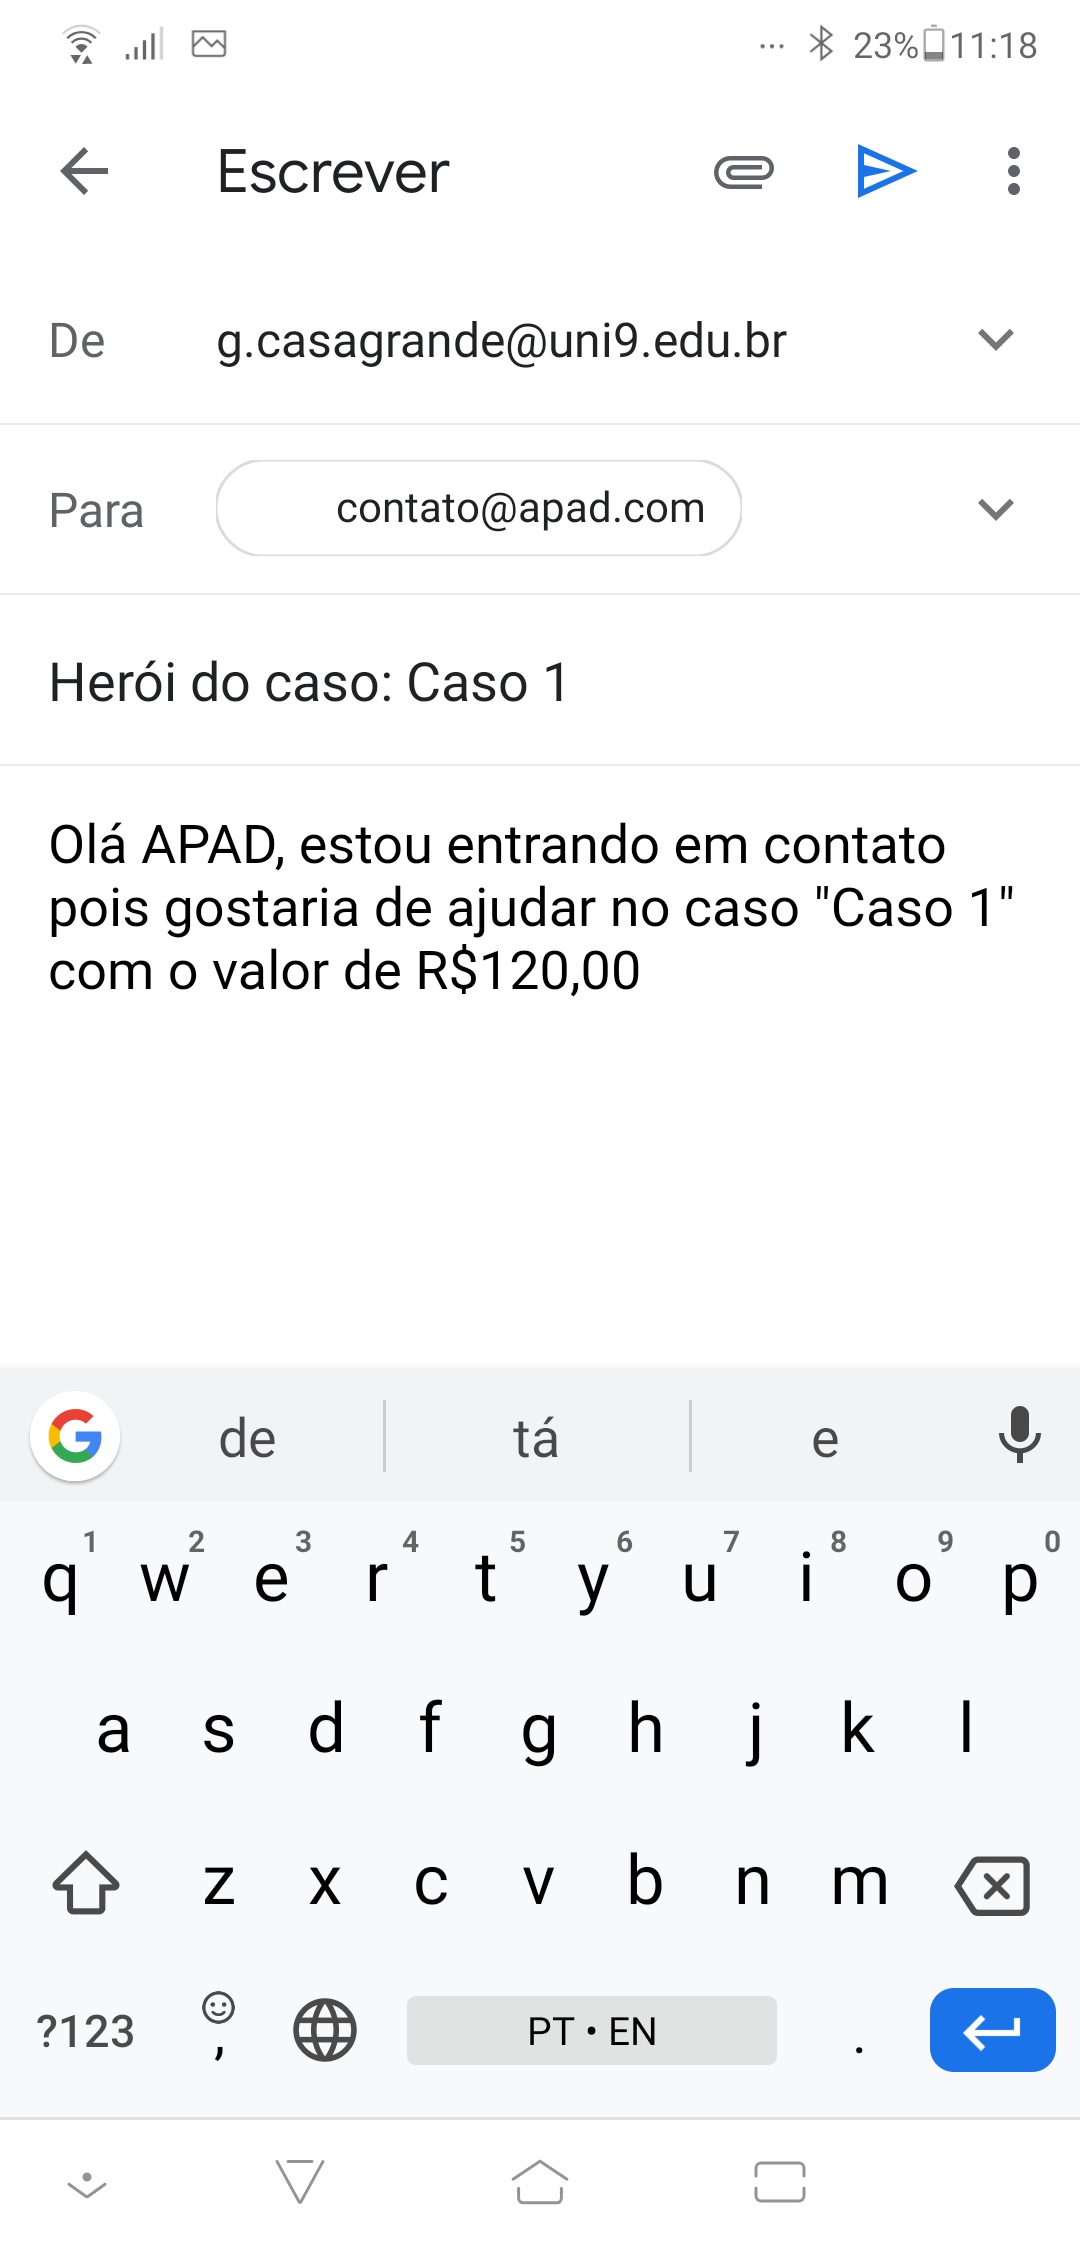 23% 11:18
Escrever
De g.casagrande@uni9.edu.br
Para contato@apad.com
Herói do caso: Caso 1
Olá APAD, estou entrando em contato
pois gostaria de ajudar no caso "Caso 1"
com o valor de R$120,00
de tá e
1 2 3 4 5 6 7 8 9 0
q w e r t y u i o p
a s d f g h j k l
z x c v b n m
?123 , PT • EN .